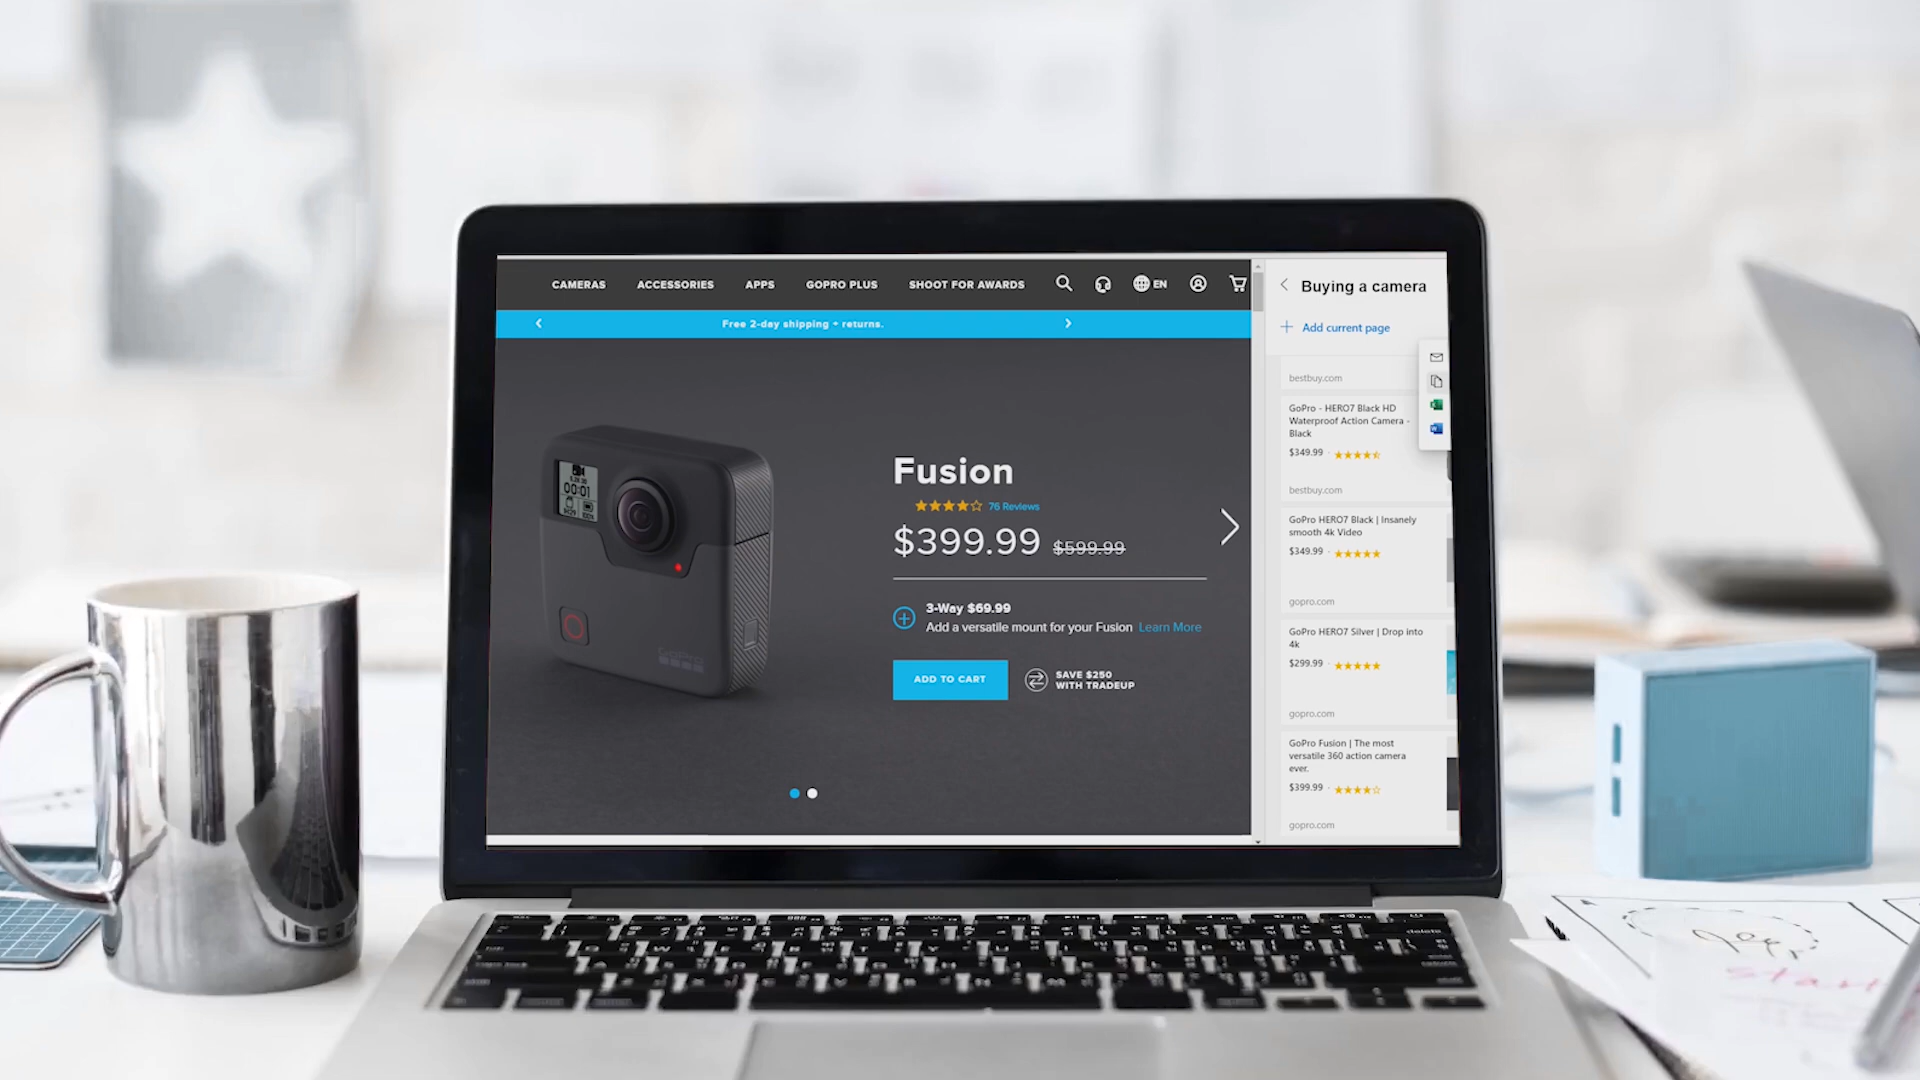 CAMERAS ACCESSORIES APPS GOPRO PLUS SHOOT FOR AWARDS EN
Free 2-day shipping + returns.
00:01
Fusion
76 Reviews
$399.99 $599.99
3-Way $69.99
Add a versatile mount for your Fusion Learn More
ADD TO CART
SAVE $250
WITH TRADEUP
GoPro
Buying a camera
Add current page
bestbuy.com
GoPro - HERO7 Black HD
Waterproof Action Camera -
Black
$349.99
bestbuy.com
GoPro HERO7 Black | Insanely
smooth 4k Video
$349.99
gopro.com
GoPro HERO7 Silver | Drop into
4k
$299.99
gopro.com
GoPro Fusion | The most
versatile 360 action camera
ever.
$399.99
gopro.com
delete